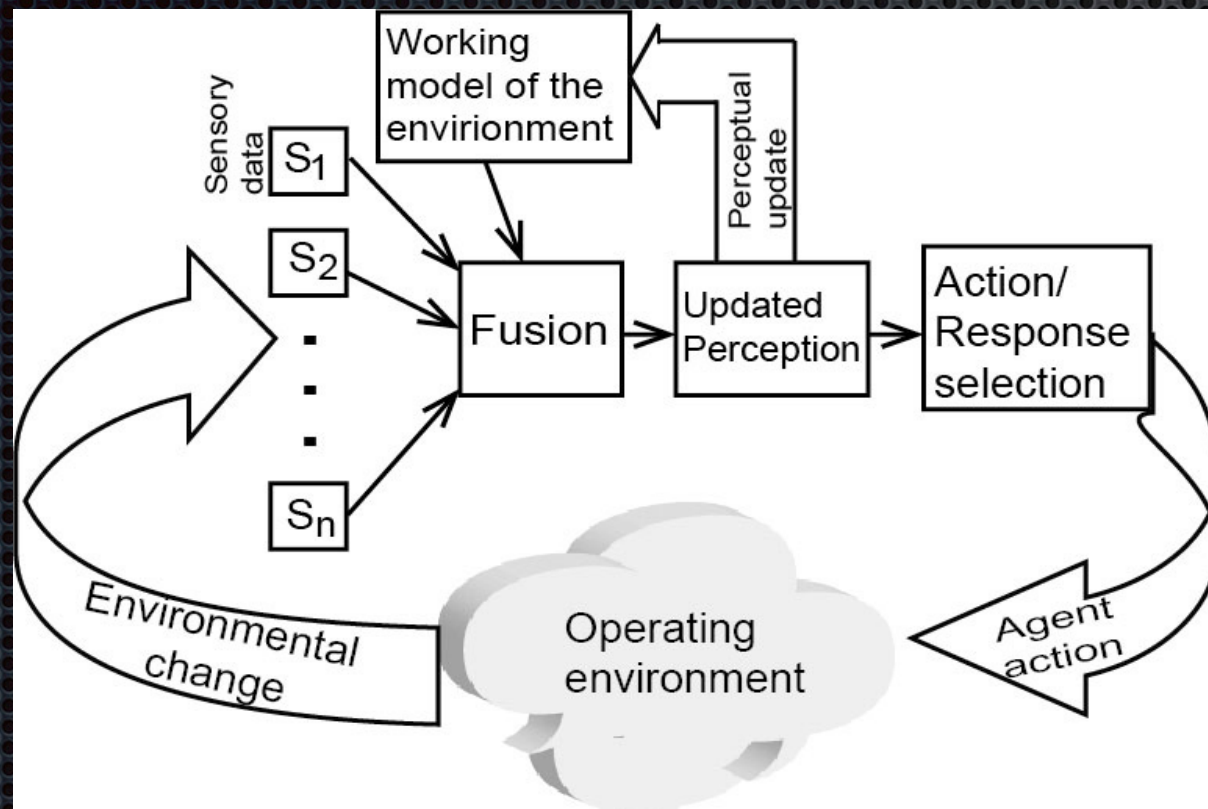 Working
model of the
envirionment
Sensory
data
S1
S2
Sn
Perceptual
update
Fusion
Updated
Perception
Action/
Response
selection
Environmental
change
Operating
environment
Agent
action